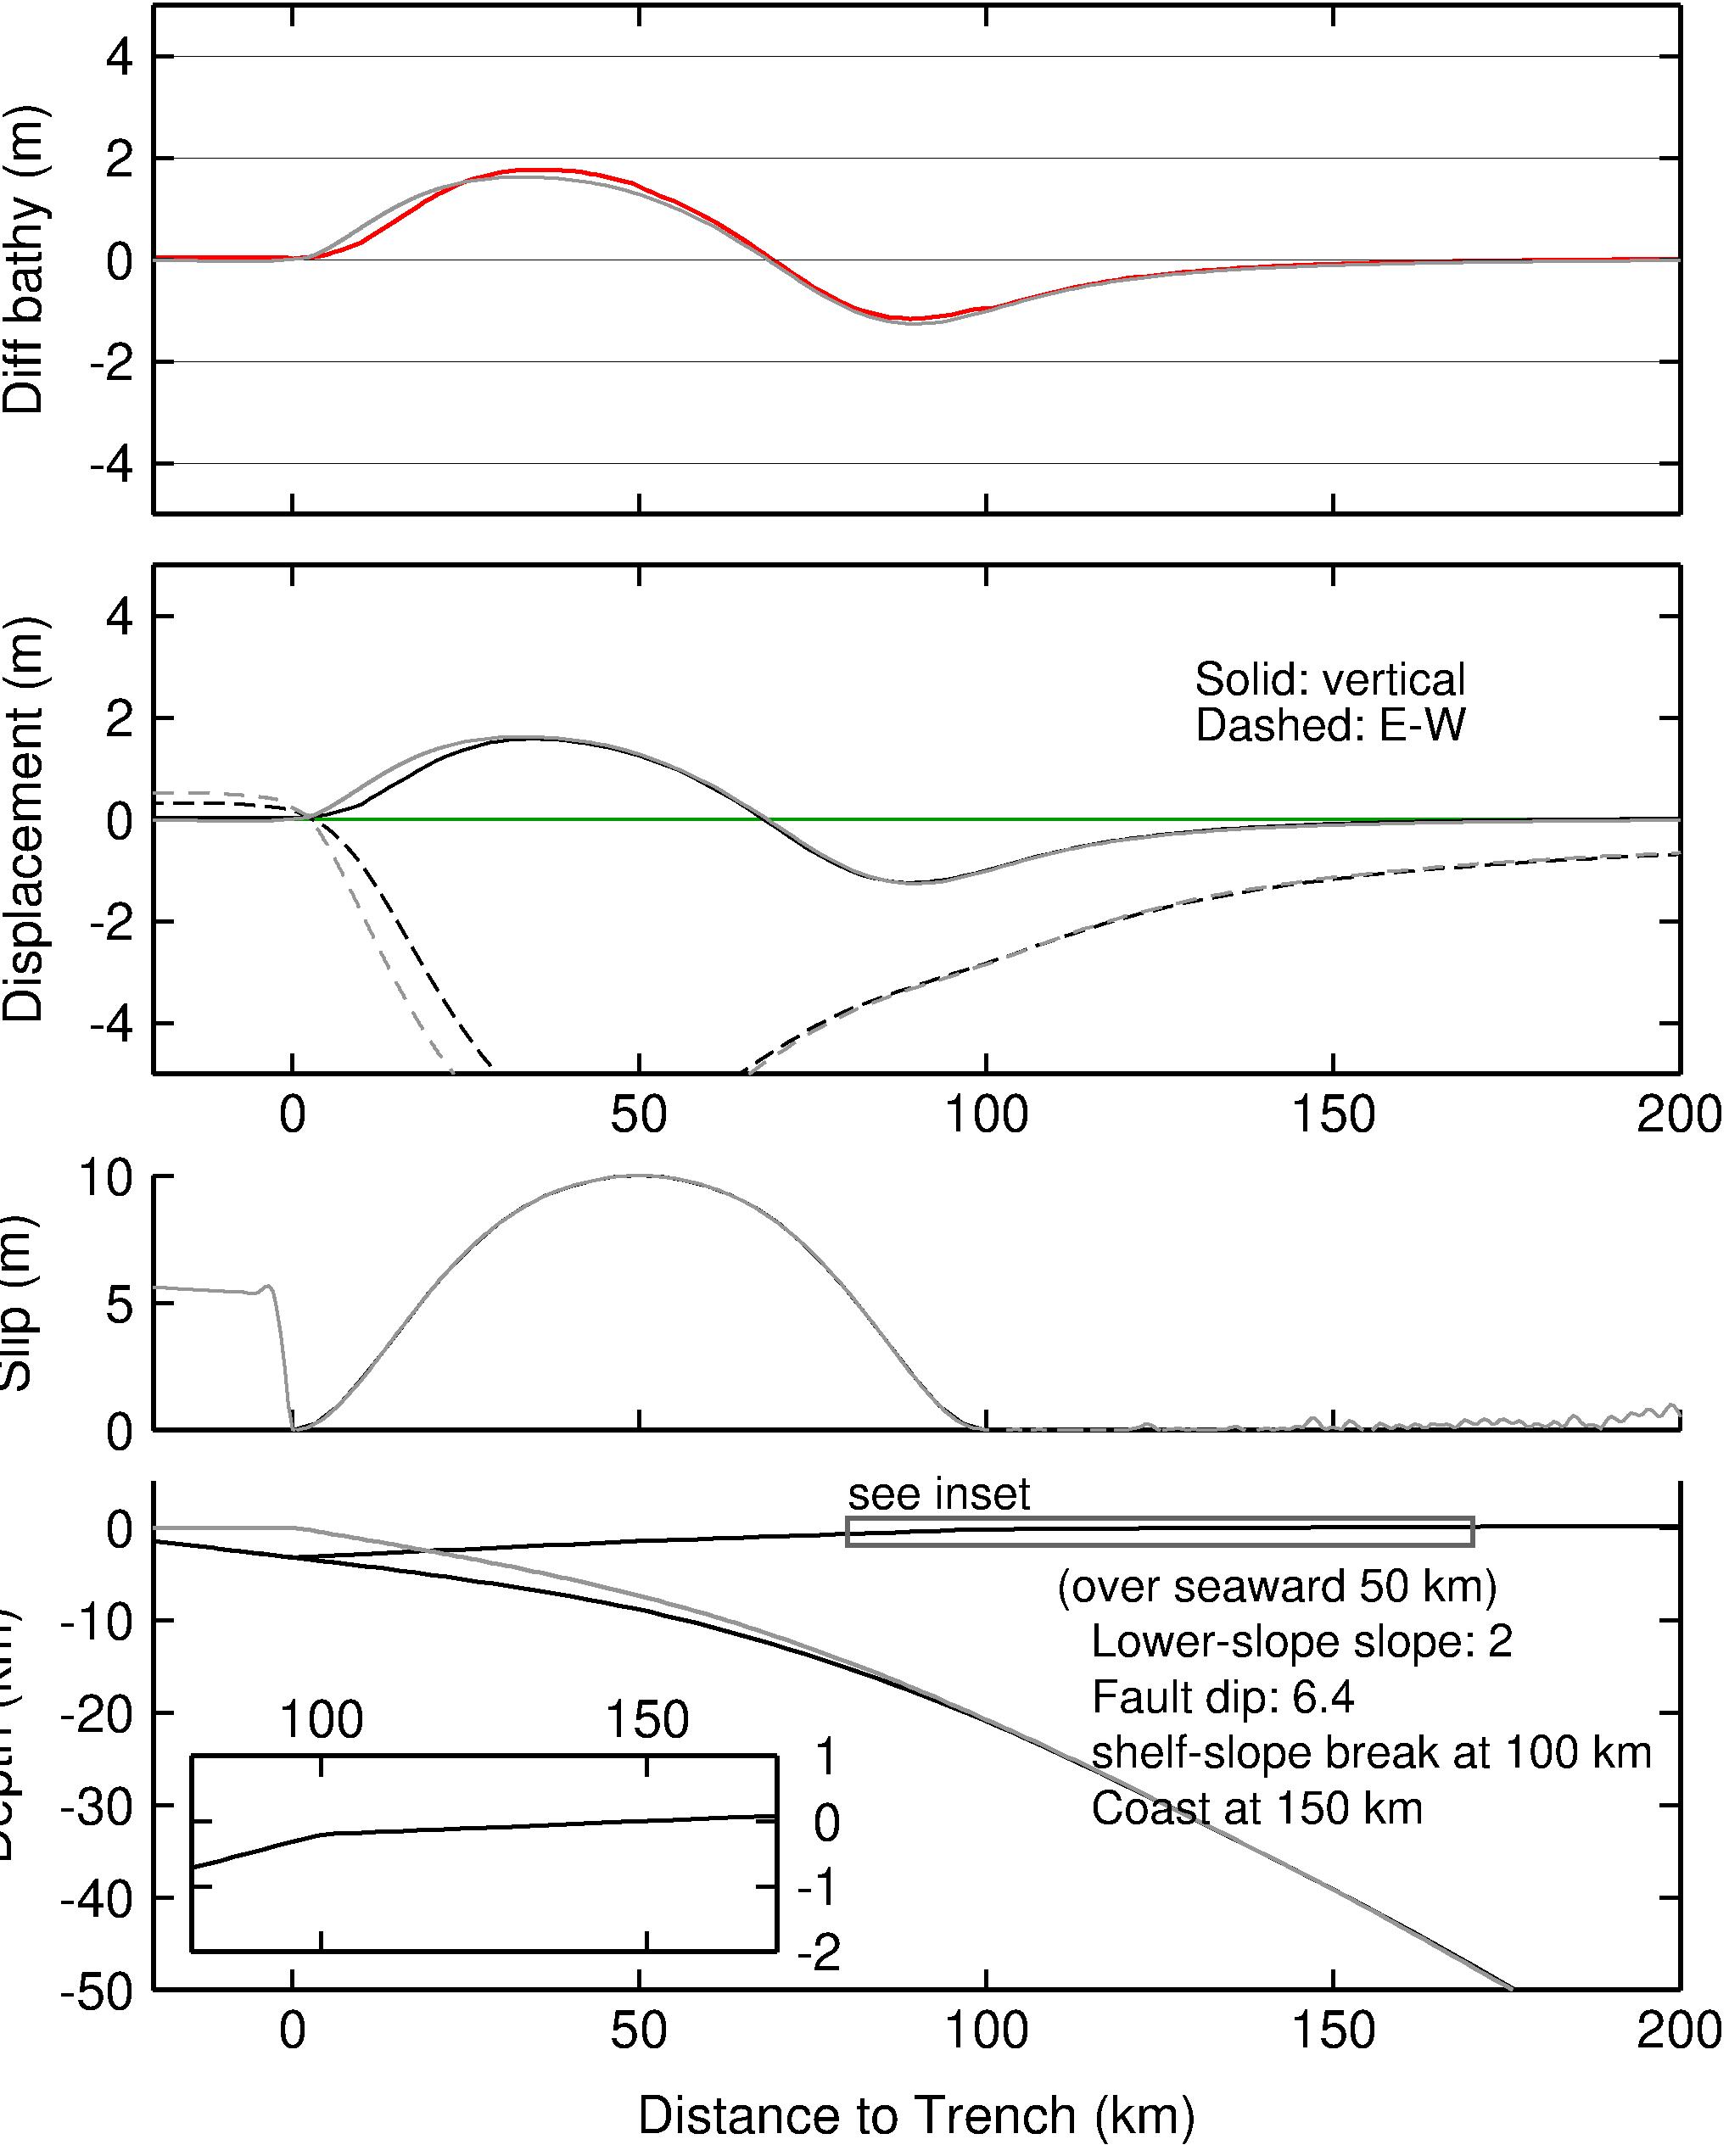 4
2
0
-2
-4
Diff bathy (m)
4
2
0
-2
-4
Displacement (m)
Solid: vertical
Dashed: E-W
0 50 100 150 200
10
5
0
Slip (m)
0
-10
-20
-30
-40
-50
Depth (km)
see inset
(over seaward 50 km)
Lower-slope slope: 2
Fault dip: 6.4
shelf-slope break at 100 km
Coast at 150 km
100 150
1
0
-1
-2
0 50 100 150 200
Distance to Trench (km)